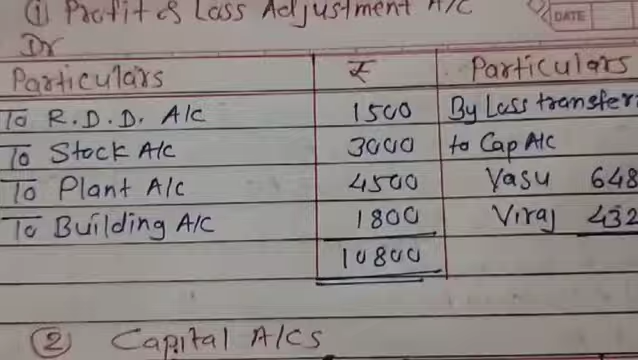 ① Profit & Loss Adjustment A/C
DATE
Dr
Particulars ₹ Particulars
To R.D.D. A/C 1500 By Loss transfer
To Stock A/C 3000 to Cap A/C
To Plant A/C 4500 Vasu 648
To Building A/C 1800 Viraj 432
10800
② Capital A/CS